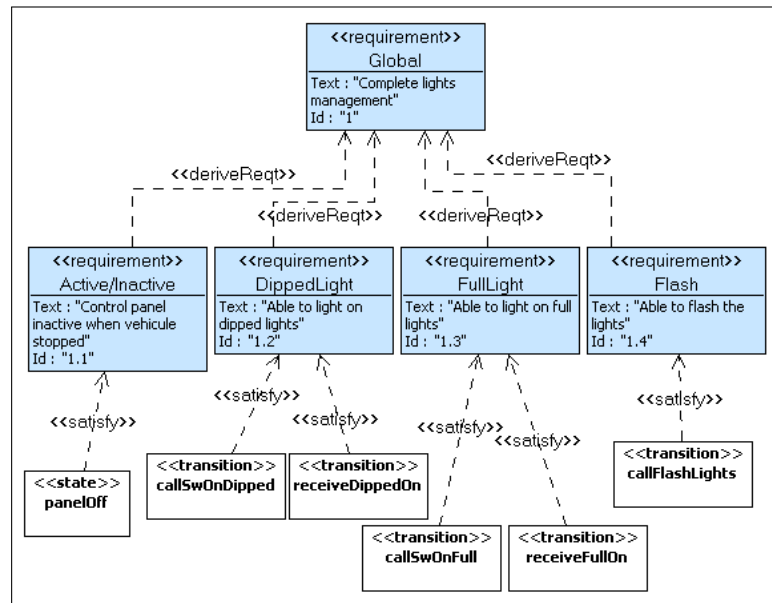 <<requirement>>
Global
Text : "Complete lights
management"
Id : "1"
<<deriveReqt>>
<<deriveReqt>>
<<deriveReqt>>
<<deriveReqt>>
<<requirement>>
Active/Inactive
Text : "Control panel
inactive when vehicule
stopped"
Id : "1.1"
<<requirement>>
DippedLight
Text : "Able to light on
dipped lights"
Id : "1.2"
<<requirement>>
FullLight
Text : "Able to light on full
lights"
Id : "1.3"
<<requirement>>
Flash
Text : "Able to flash the
lights"
Id : "1.4"
<<satisfy>>
<<satisfy>>
<<satisfy>>
<<satisfy>>
<<satisfy>>
<<satisfy>>
<<state>>
panelOff
<<transition>>
callSwOnDipped
<<transition>>
receiveDippedOn
<<transition>>
callFlashLights
<<transition>>
callSwOnFull
<<transition>>
receiveFullOn